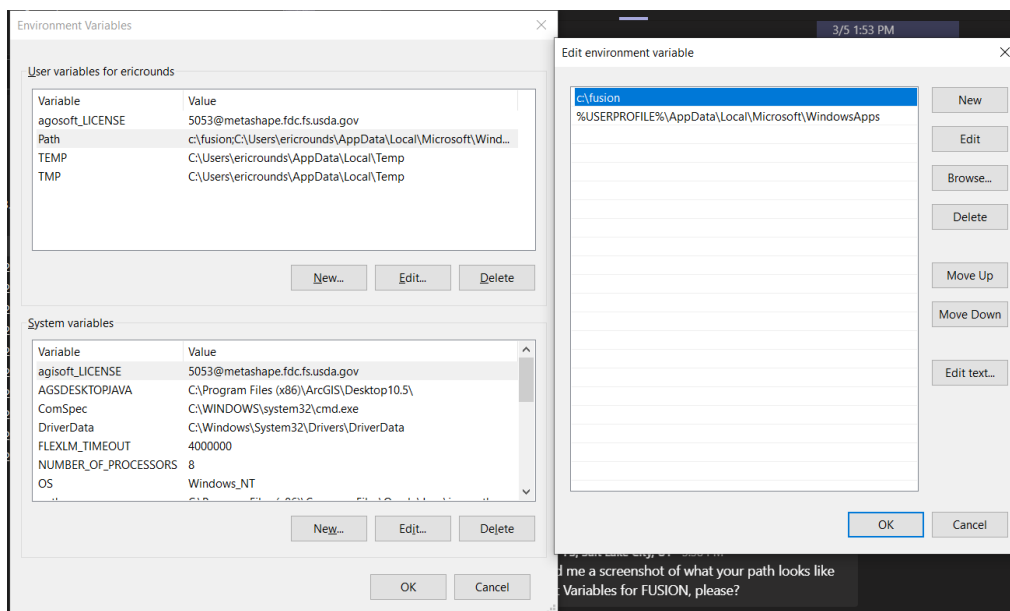 Environment Variables
User variables for ericrounds
Variable Value
agosoft_LICENSE 5053@metashape.fdc.fs.usda.gov
Path c:\fusion;C:\Users\ericrounds\AppData\Local\Microsoft\Wind...
TEMP C:\Users\ericrounds\AppData\Local\Temp
TMP C:\Users\ericrounds\AppData\Local\Temp
New... Edit... Delete
System variables
Variable Value
agisoft_LICENSE 5053@metashape.fdc.fs.usda.gov
AGSDESKTOPJAVA C:\Program Files (x86)\ArcGIS\Desktop10.5\
ComSpec C:\WINDOWS\system32\cmd.exe
DriverData C:\Windows\System32\Drivers\DriverData
FLEXLM_TIMEOUT 4000000
NUMBER_OF_PROCESSORS 8
OS Windows_NT
New... Edit... Delete
OK Cancel
3/5 1:53 PM
Edit environment variable
c:\fusion
%USERPROFILE%\AppData\Local\Microsoft\WindowsApps
New
Edit
Browse...
Delete
Move Up
Move Down
Edit text...
OK Cancel
me a screenshot of what your path looks like
Variables for FUSION, please?